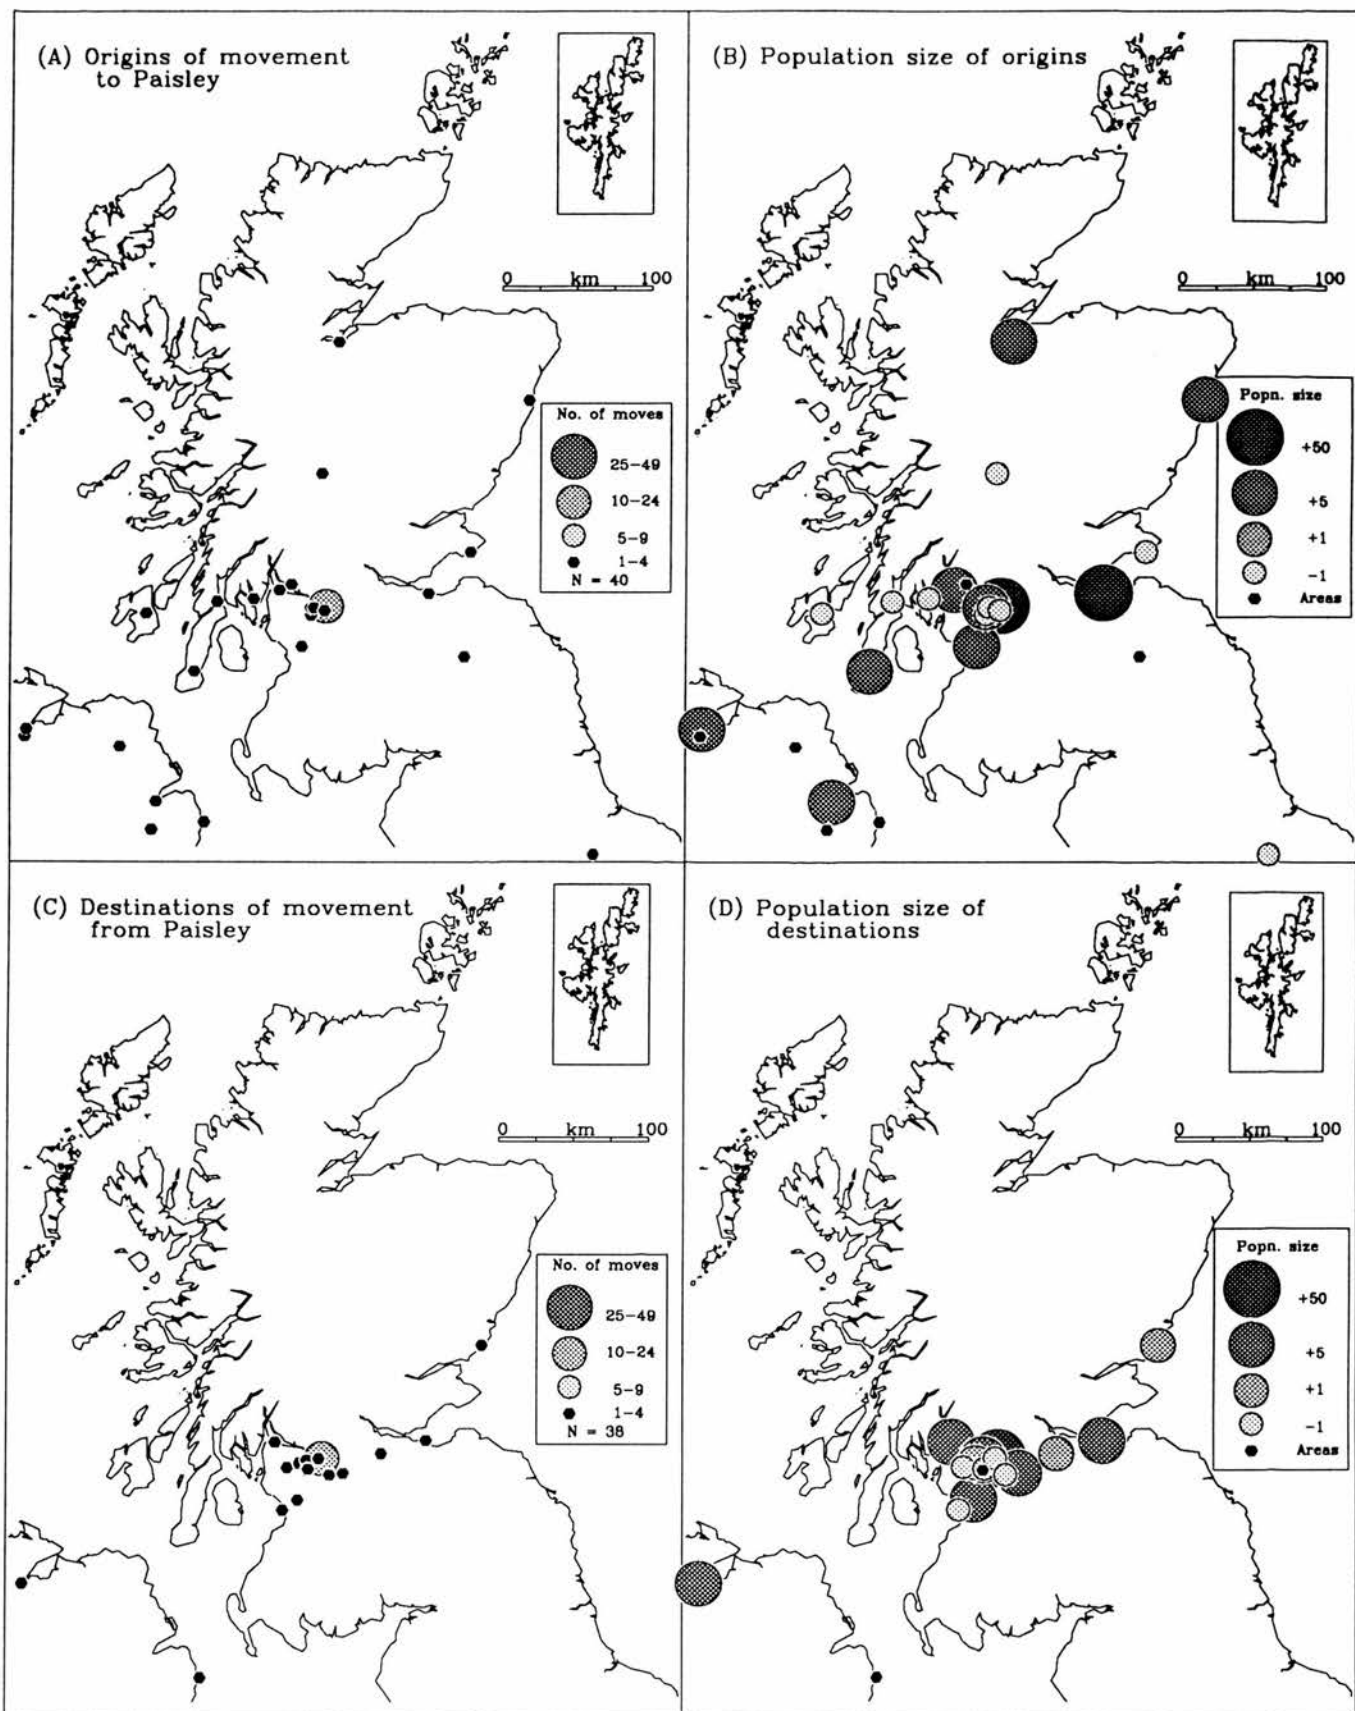 (A) Origins of movement
to Paisley
0 km 100
No. of moves
25-49
10-24
5-9
1-4
N = 40
(B) Population size of origins
0 km 100
Popn. size
+50
+5
+1
-1
Areas
(C) Destinations of movement
from Paisley
0 km 100
No. of moves
25-49
10-24
5-9
1-4
N = 38
(D) Population size of
destinations
0 km 100
Popn. size
+50
+5
+1
-1
Areas